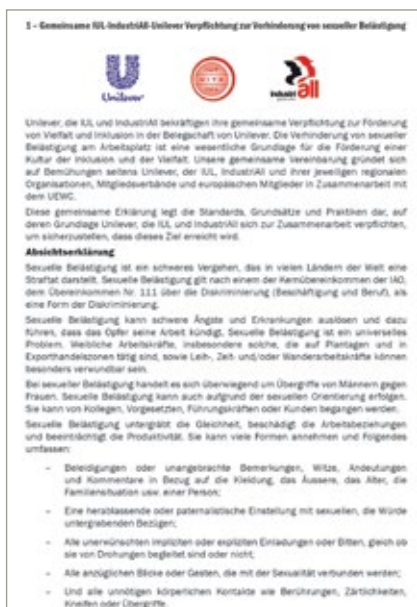 1 – Gemeinsame IUL-IndustriAll-Unilever Verpflichtung zur Verhinderung von sexueller Belästigung
Unilever
industri all
Unilever, die IUL und IndustriAll bekräftigen ihre gemeinsame Verpflichtung zur Förderung
von Vielfalt und Inklusion in der Belegschaft von Unilever. Die Verhinderung von sexueller
Belästigung am Arbeitsplatz ist eine wesentliche Grundlage für die Förderung einer
Kultur der Inklusion und der Vielfalt. Unsere gemeinsame Vereinbarung gründet sich
auf Bemühungen seitens Unilever, der IUL, IndustriAll und ihrer jeweiligen regionalen
Organisationen, Mitgliedsverbände und europäischen Mitglieder in Zusammenarbeit mit
dem UEWC.
Diese gemeinsame Erklärung legt die Standards, Grundsätze und Praktiken dar, auf
deren Grundlage Unilever, die IUL und IndustriAll sich zur Zusammenarbeit verpflichten,
um sicherzustellen, dass dieses Ziel erreicht wird.
Absichtserklärung
Sexuelle Belästigung ist ein schweres Vergehen, das in vielen Ländern der Welt eine
Straftat darstellt. Sexuelle Belästigung gilt nach einem der Kernübereinkommen der IAO,
dem Übereinkommen Nr. 111 über die Diskriminierung (Beschäftigung und Beruf), als
eine Form der Diskriminierung.
Sexuelle Belästigung kann schwere Ängste und Erkrankungen auslösen und dazu
führen, dass das Opfer seine Arbeit kündigt. Sexuelle Belästigung ist ein universelles
Problem. Weibliche Arbeitskräfte, insbesondere solche, die auf Plantagen und in
Exporthandelszonen tätig sind, sowie Leih-, Zeit- und/oder Wanderarbeitskräfte können
besonders verwundbar sein.
Bei sexueller Belästigung handelt es sich überwiegend um Übergriffe von Männern gegen
Frauen. Sexuelle Belästigung kann auch aufgrund der sexuellen Orientierung erfolgen.
Sie kann von Kollegen, Vorgesetzten, Führungskräften oder Kunden begangen werden.
Sexuelle Belästigung untergräbt die Gleichheit, beschädigt die Arbeitsbeziehungen
und beeinträchtigt die Produktivität. Sie kann viele Formen annehmen und Folgendes
umfassen:
– Beleidigungen oder unangebrachte Bemerkungen, Witze, Andeutungen
und Kommentare in Bezug auf die Kleidung, das Äussere, das Alter, die
Familiensituation usw. einer Person;
– Eine herablassende oder paternalistische Einstellung mit sexuellen, die Würde
untergrabenden Bezügen;
– Alle unerwünschten impliziten oder expliziten Einladungen oder Bitten, gleich ob
sie von Drohungen begleitet sind oder nicht;
– Alle anzüglichen Blicke oder Gesten, die mit der Sexualität verbunden werden;
– Und alle unnötigen körperlichen Kontakte wie Berührungen, Zärtlichkeiten,
Kneifen oder Übergriffe.